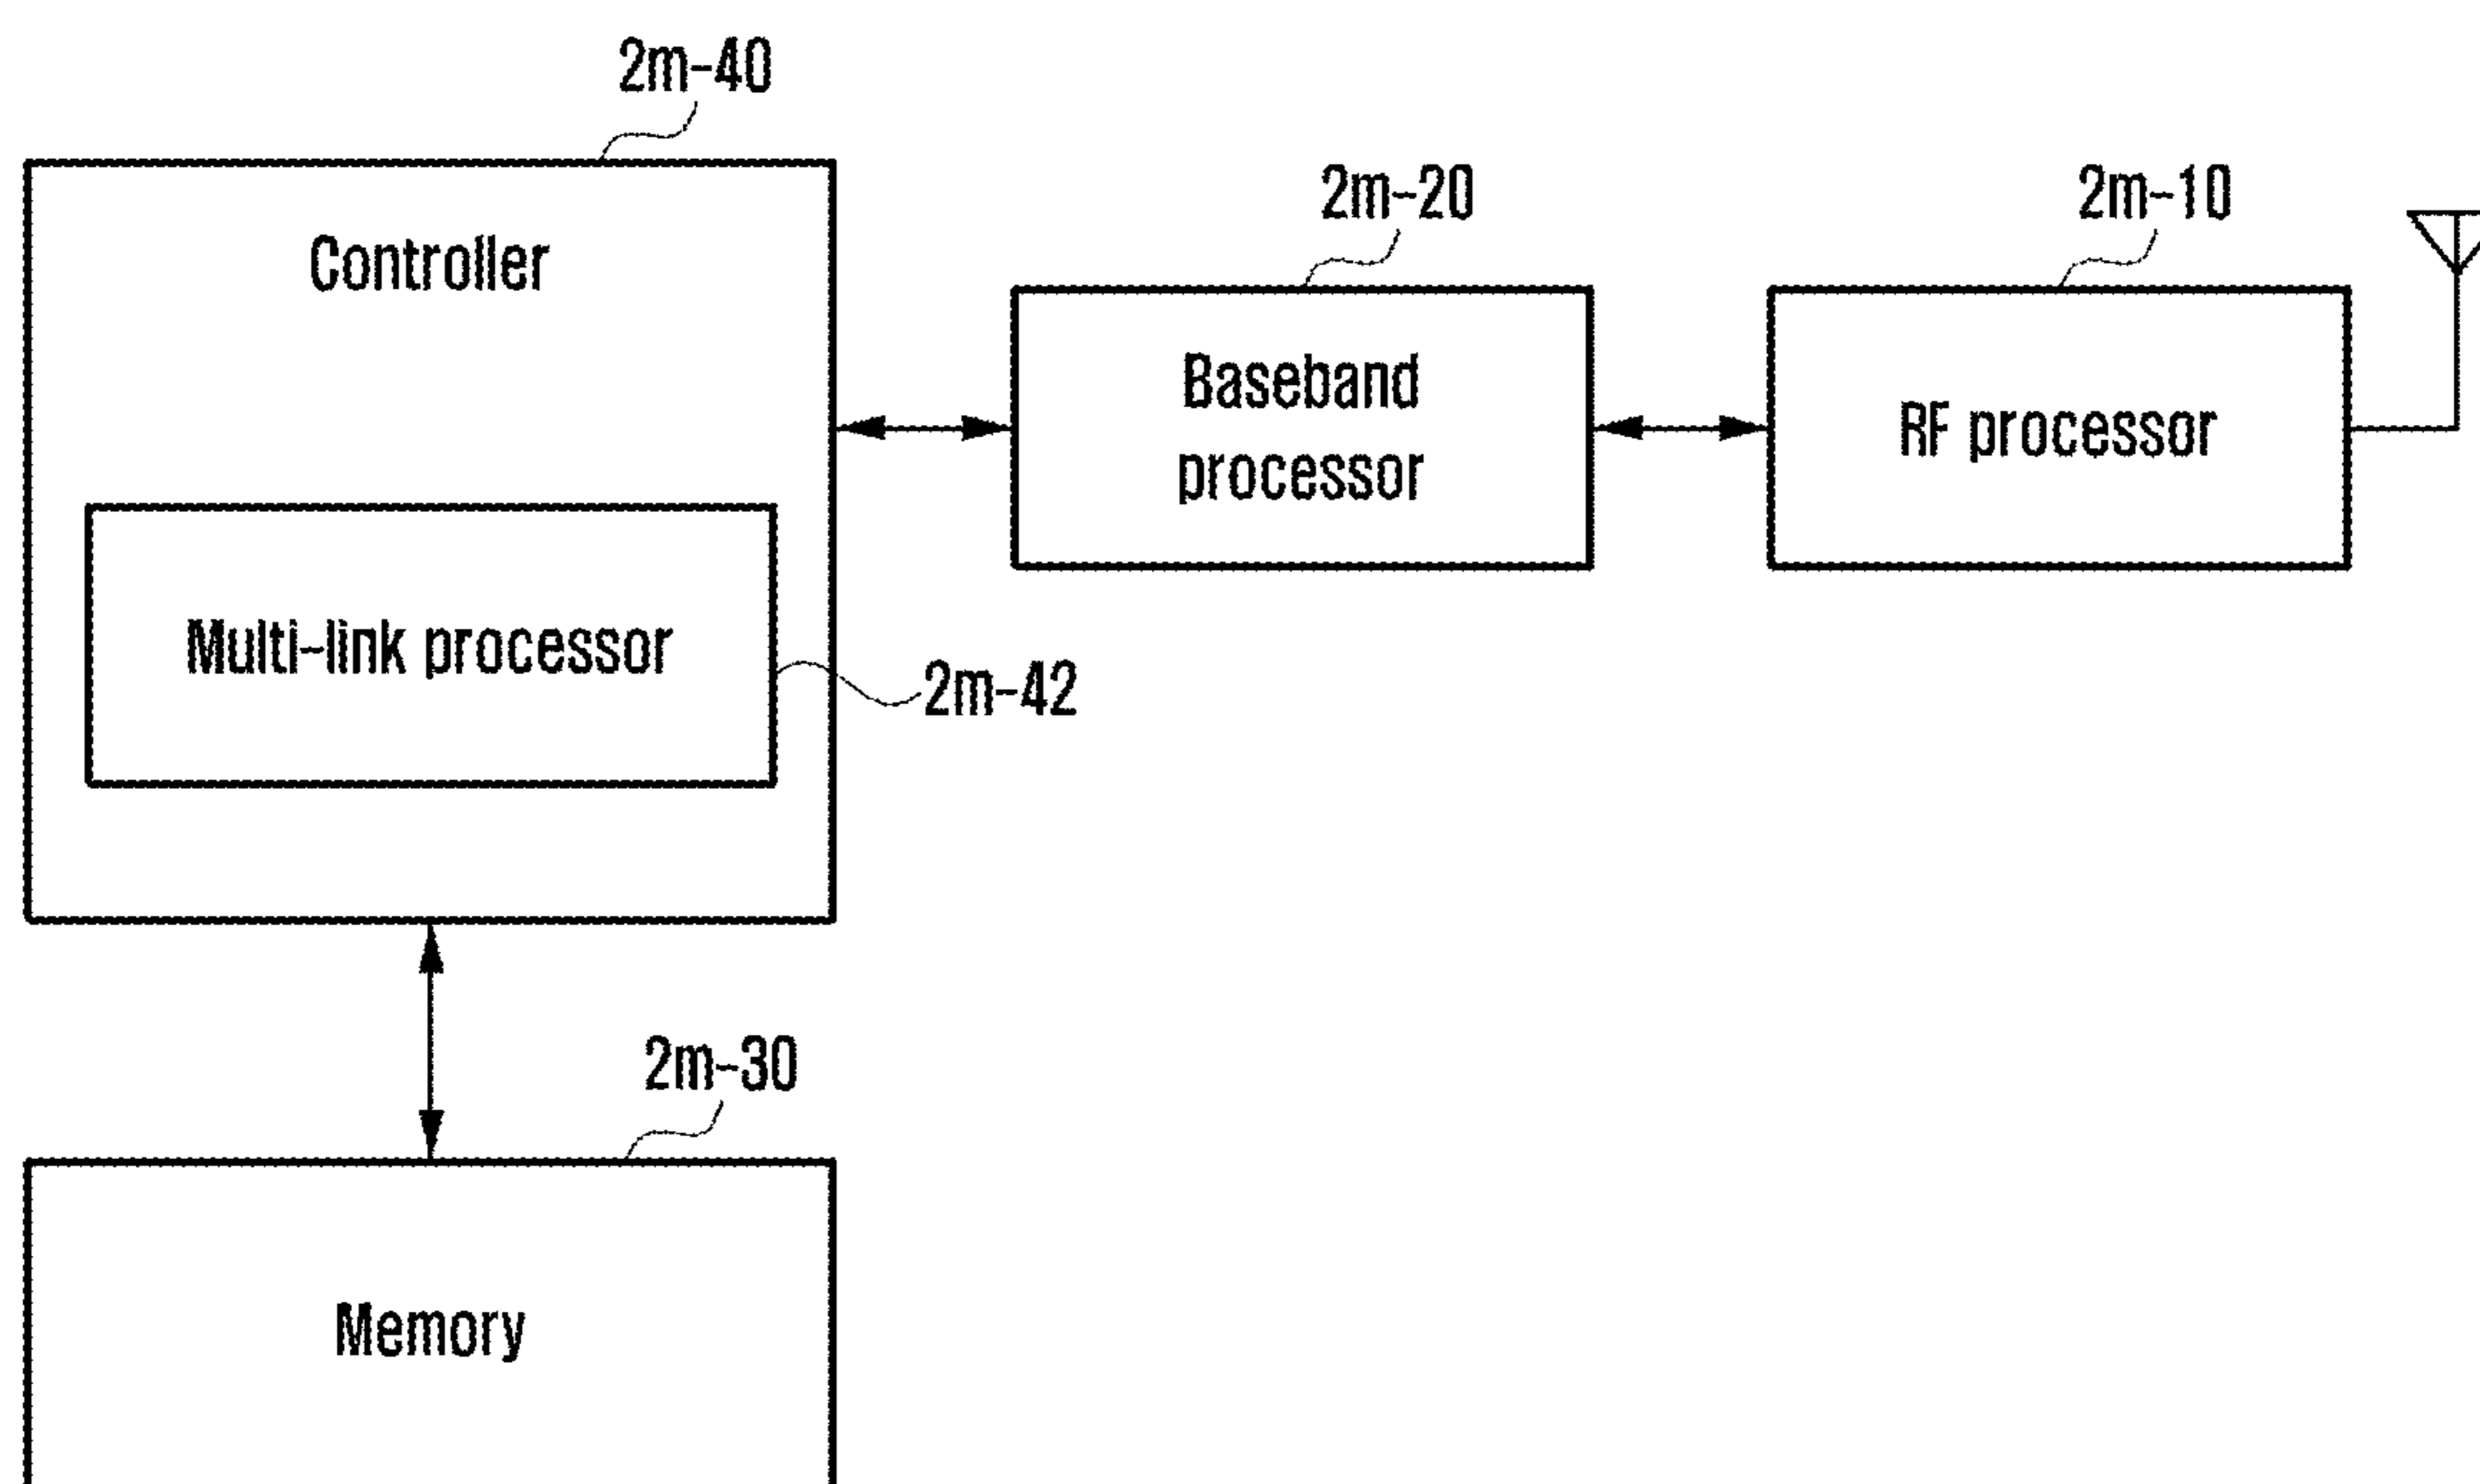 2m-40
2m-20
2m-10
Controller
Baseband
processor
RF processor
Multi-link processor
2m-42
2m-30
Memory